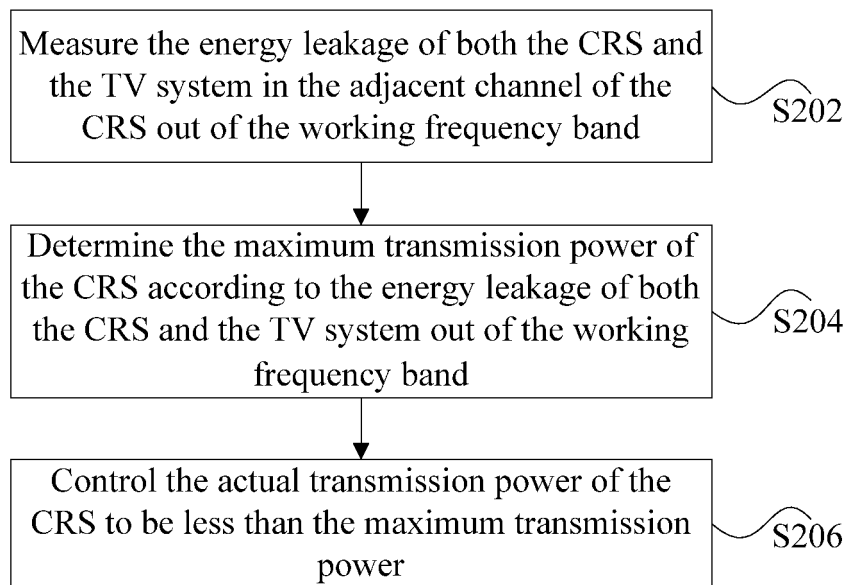 Measure the energy leakage of both the CRS and
the TV system in the adjacent channel of the
CRS out of the working frequency band
S202
Determine the maximum transmission power of
the CRS according to the energy leakage of both
the CRS and the TV system out of the working
frequency band
S204
Control the actual transmission power of the
CRS to be less than the maximum transmission
power
S206